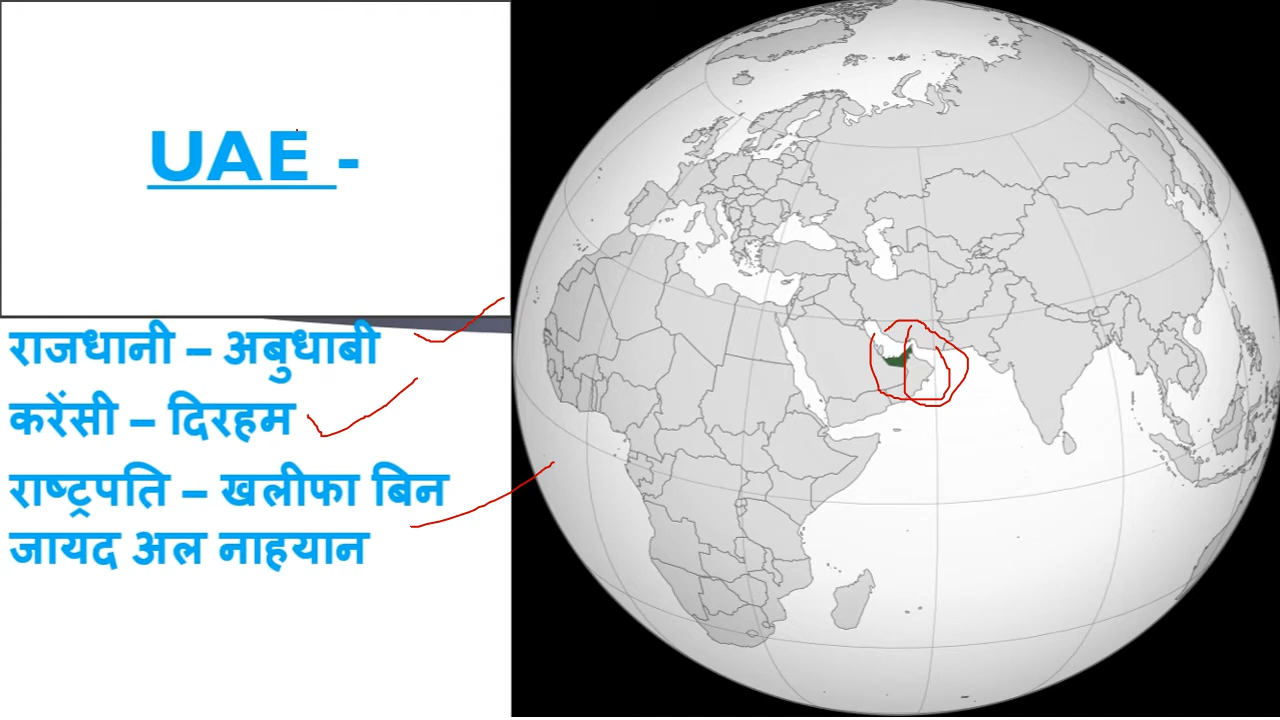 UAE -
राजधानी – अबुधाबी
करेंसी – दिरहम
राष्ट्रपति – खलीफा बिन
जायद अल नाहयान